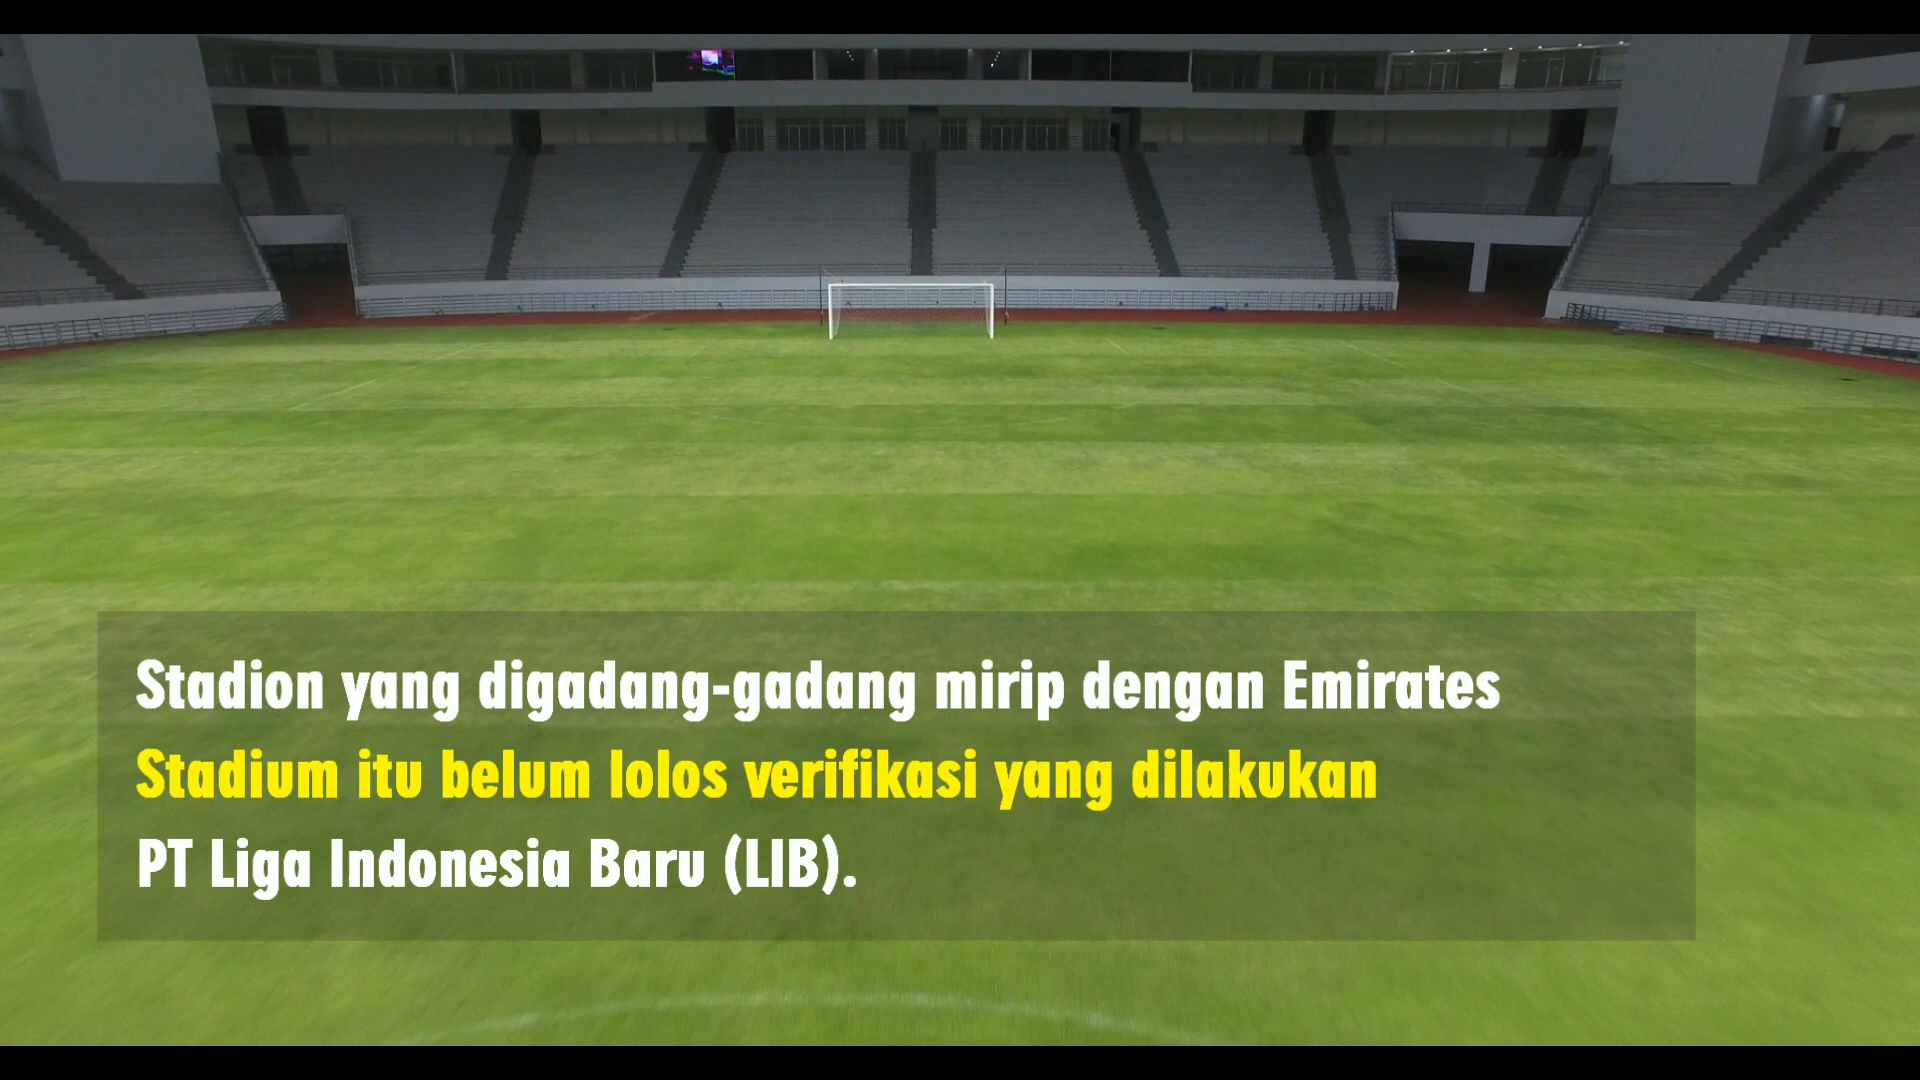 Stadion yang digadang-gadang mirip dengan Emirates
Stadium itu belum lolos verifikasi yang dilakukan
PT Liga Indonesia Baru (LIB).